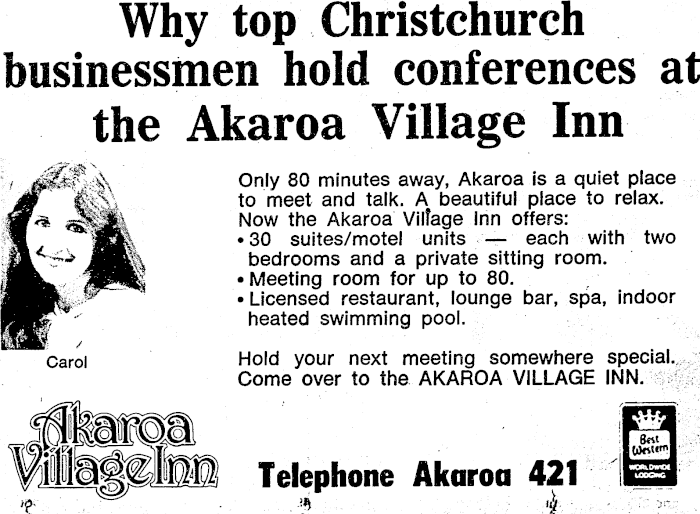 Why top Christchurch
businessmen hold conferences at
the Akaroa Village Inn
Only 80 minutes away, Akaroa is a quiet place
to meet and talk. A beautiful place to relax.
Now the Akaroa Village Inn offers:
• 30 suites/motel units — each with two
bedrooms and a private sitting room.
• Meeting room for up to 80.
• Licensed restaurant, lounge bar, spa, indoor
heated swimming pool.
Carol
Hold your next meeting somewhere special.
Come over to the AKAROA VILLAGE INN.
Akaroa
Village Inn
Telephone Akaroa 421
Best
Western
WORLDWIDE
LODGING